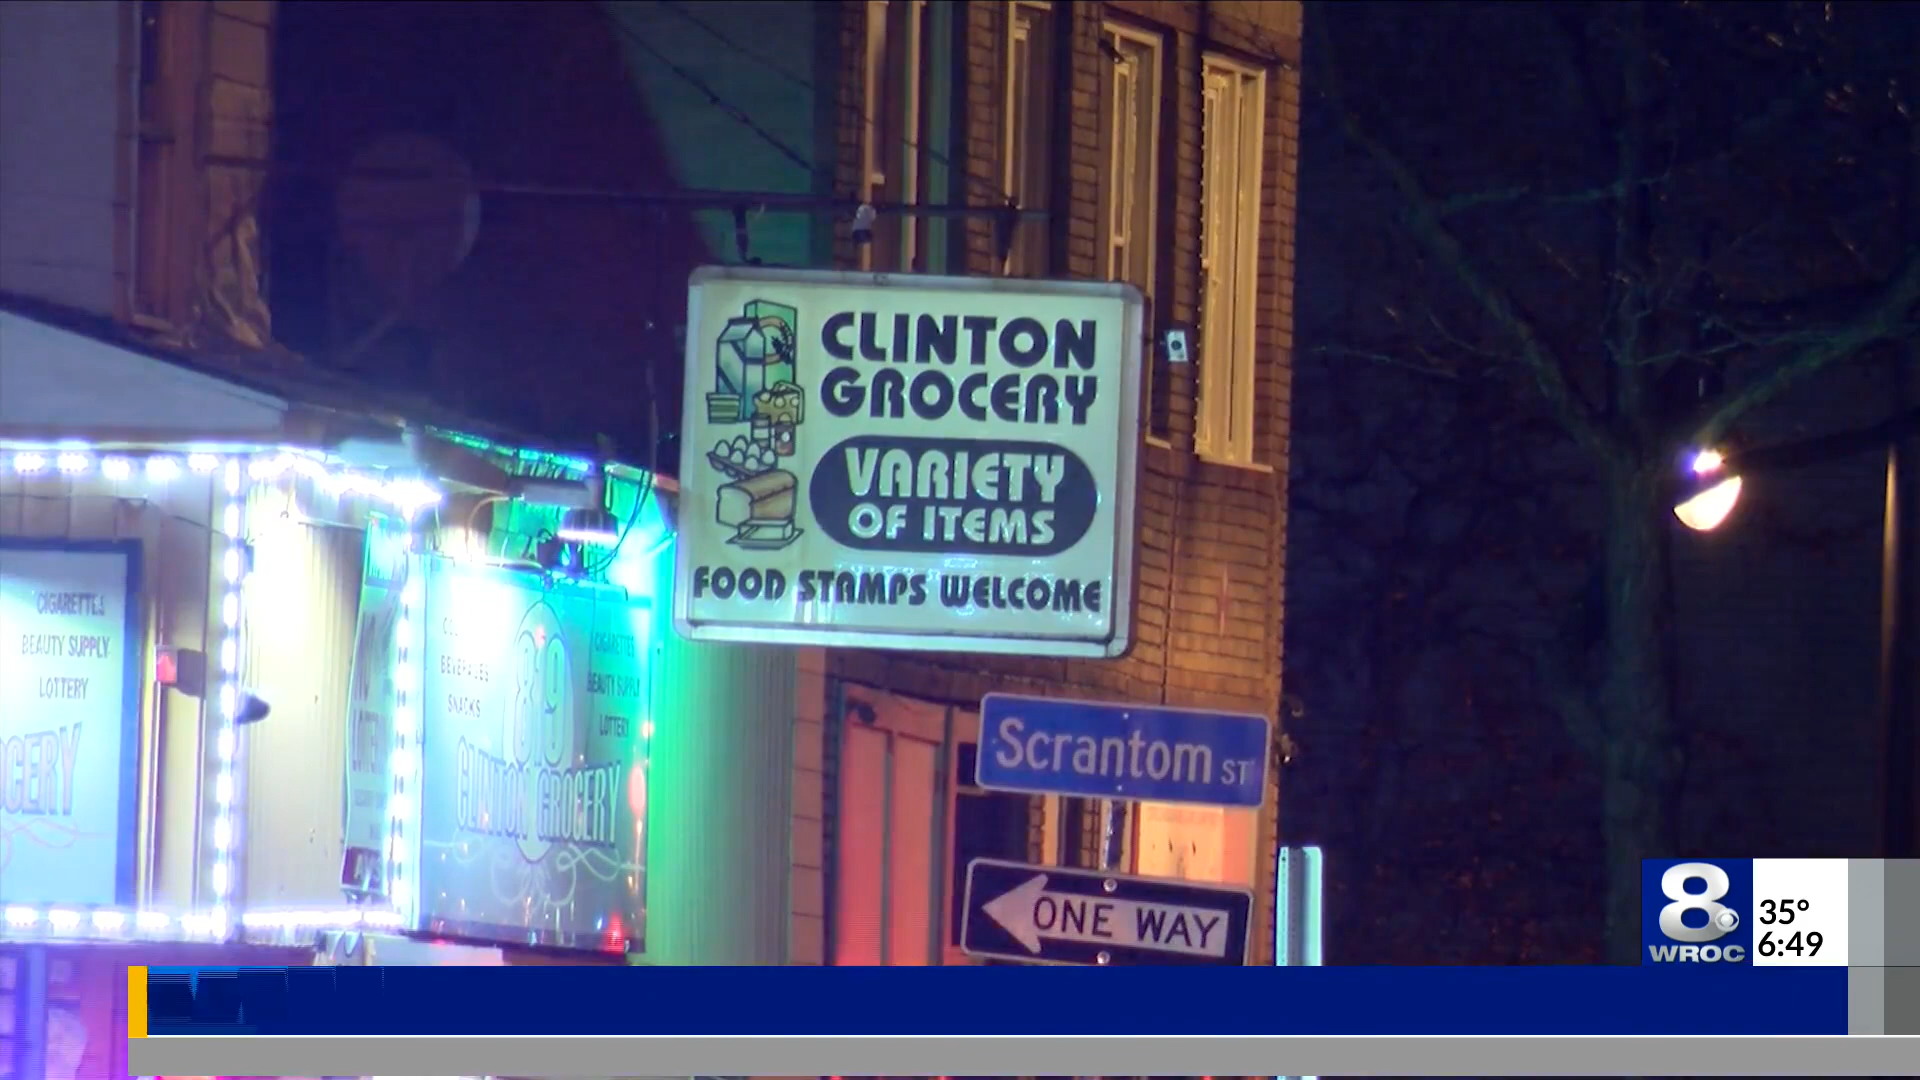 CLINTON
GROCERY
VARIETY
OF ITEMS
FOOD STAMPS WELCOME
CIGARETTES
BEAUTY SUPPLY
LOTTERY
BEVERAGES
SNACKS
CIGARETTES
BEAUTY SUPPLY
LOTTERY
819
CLINTON GROCERY
Scrantom ST
ONE WAY
8
WROC
35°
6:49